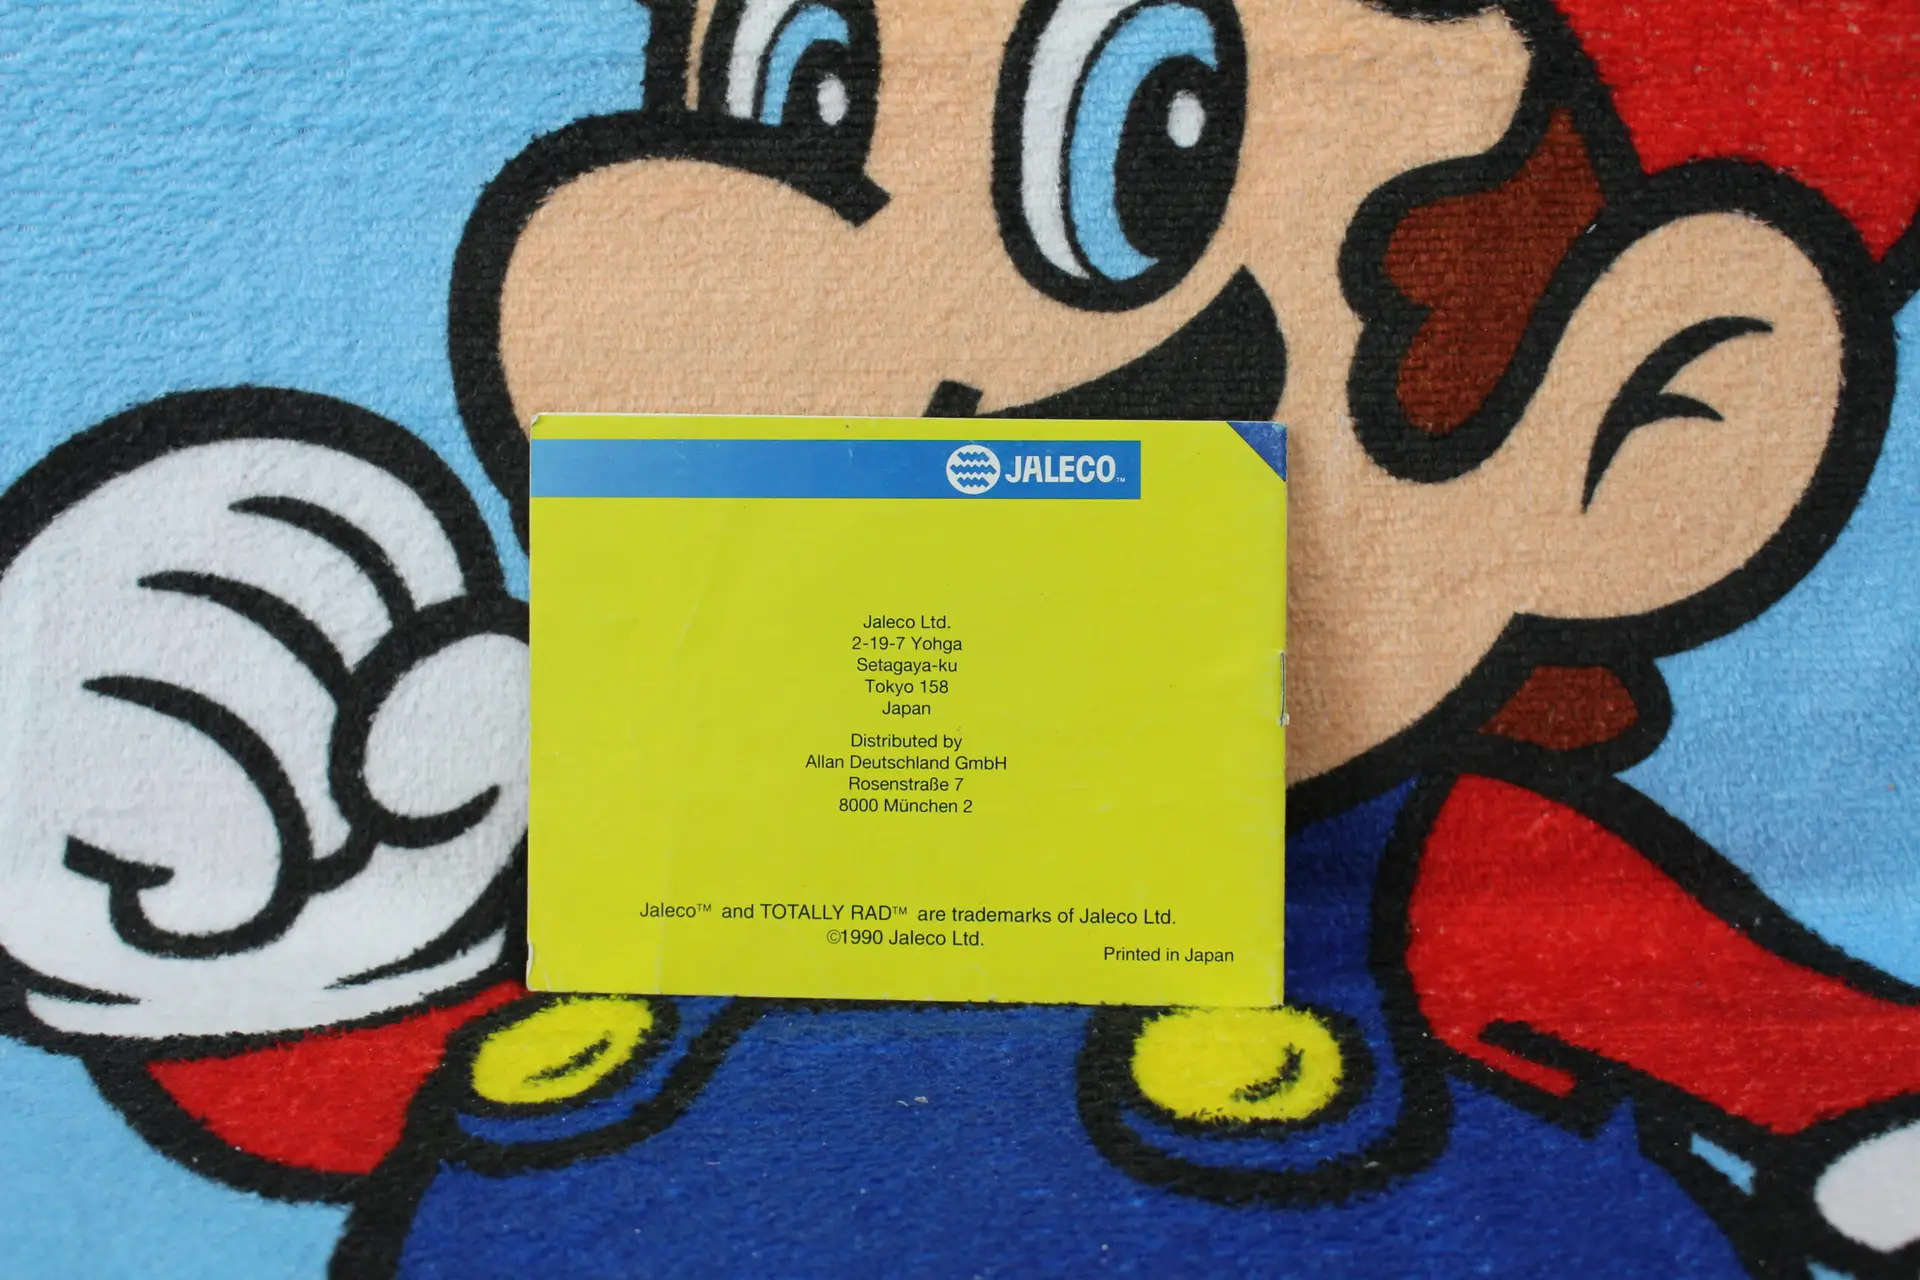 JALECO™
Jaleco Ltd.
2-19-7 Yohga
Setagaya-ku
Tokyo 158
Japan
Distributed by
Allan Deutschland GmbH
Rosenstraße 7
8000 München 2
Jaleco™ and TOTALLY RAD™ are trademarks of Jaleco Ltd.
©1990 Jaleco Ltd.
Printed in Japan